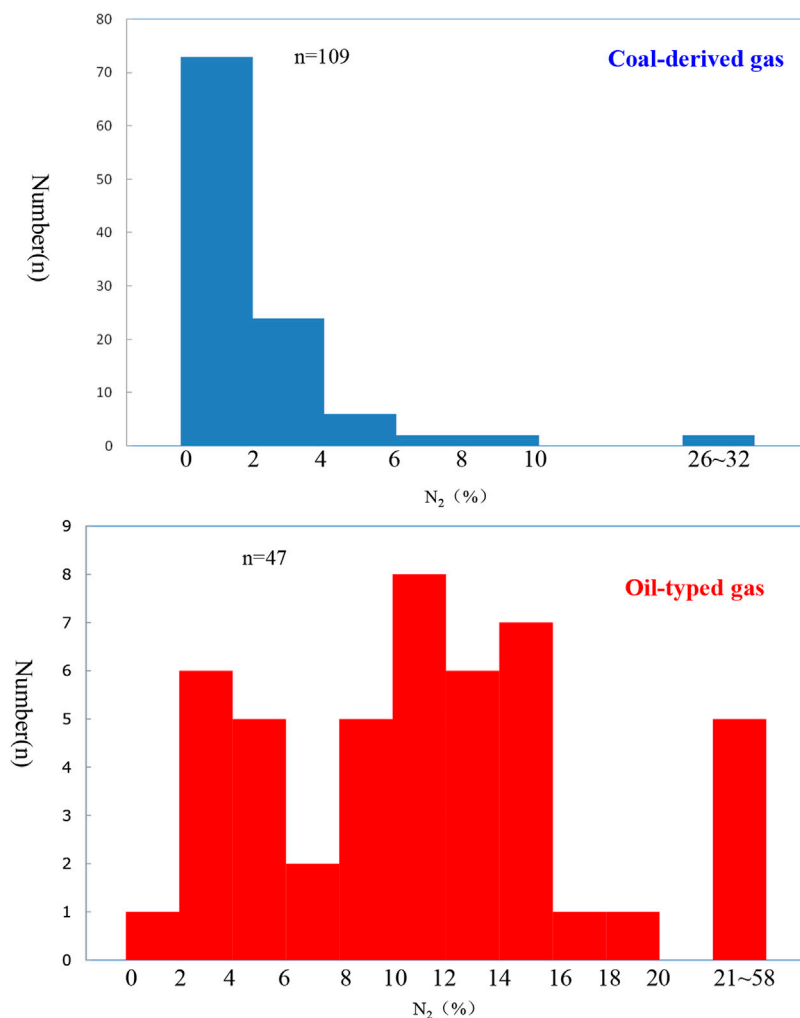 80
70
60
50
40
30
20
10
0
Number(n)
n=109
Coal-derived gas
0 2 4 6 8 10 26~32
N₂（%）
9
8
7
6
5
4
3
2
1
0
Number(n)
n=47
Oil-typed gas
0 2 4 6 8 10 12 14 16 18 20 21~58
N₂（%）